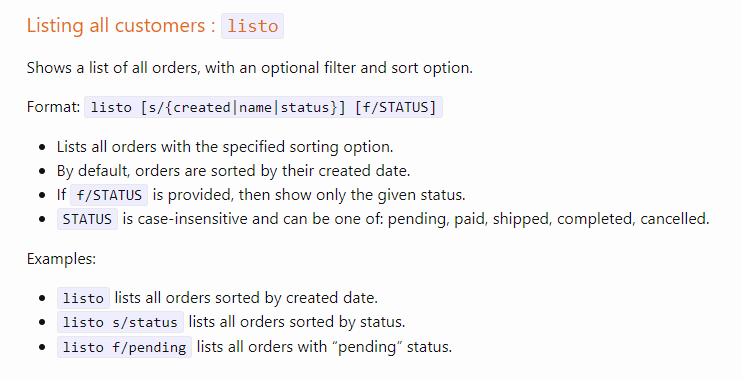 Listing all customers : listo
Shows a list of all orders, with an optional filter and sort option.
Format: listo [s/{created|name|status}] [f/STATUS]
• Lists all orders with the specified sorting option.
• By default, orders are sorted by their created date.
• If f/STATUS is provided, then show only the given status.
• STATUS is case-insensitive and can be one of: pending, paid, shipped, completed, cancelled.
Examples:
• listo lists all orders sorted by created date.
• listo s/status lists all orders sorted by status.
• listo f/pending lists all orders with “pending” status.